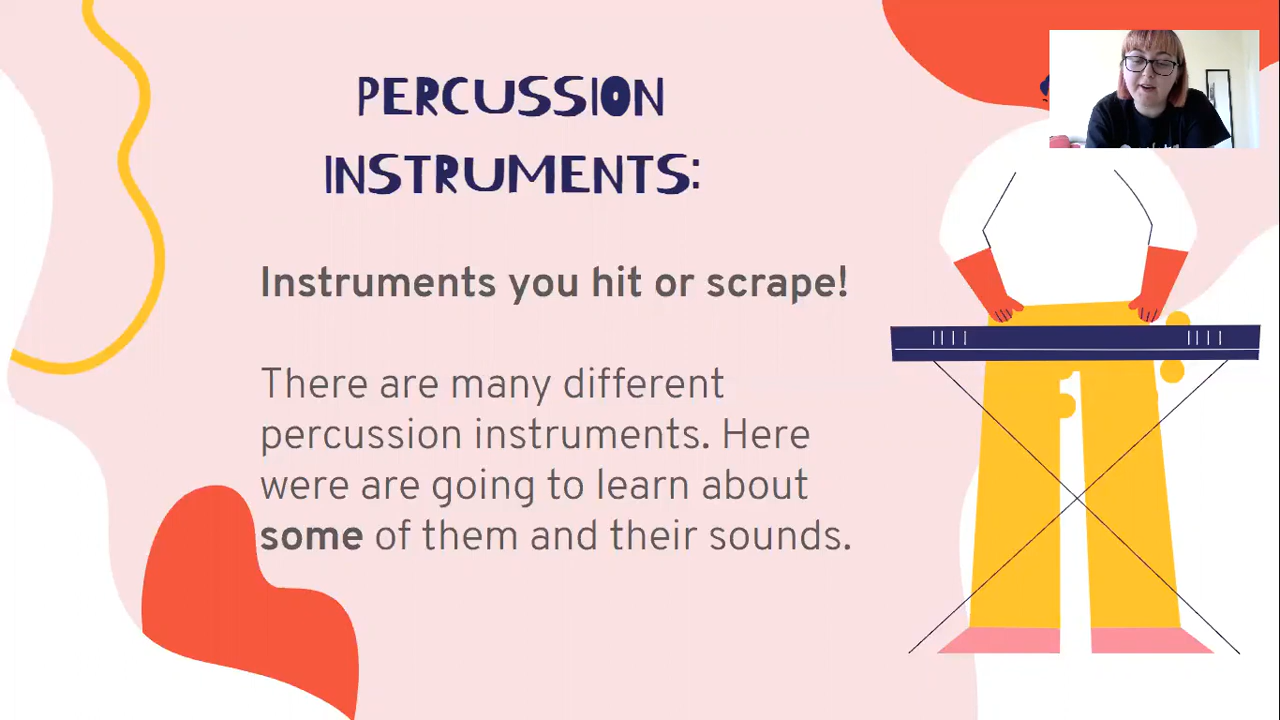 PERCUSSION
INSTRUMENTS:
Instruments you hit or scrape!
There are many different
percussion instruments. Here
were are going to learn about
some of them and their sounds.